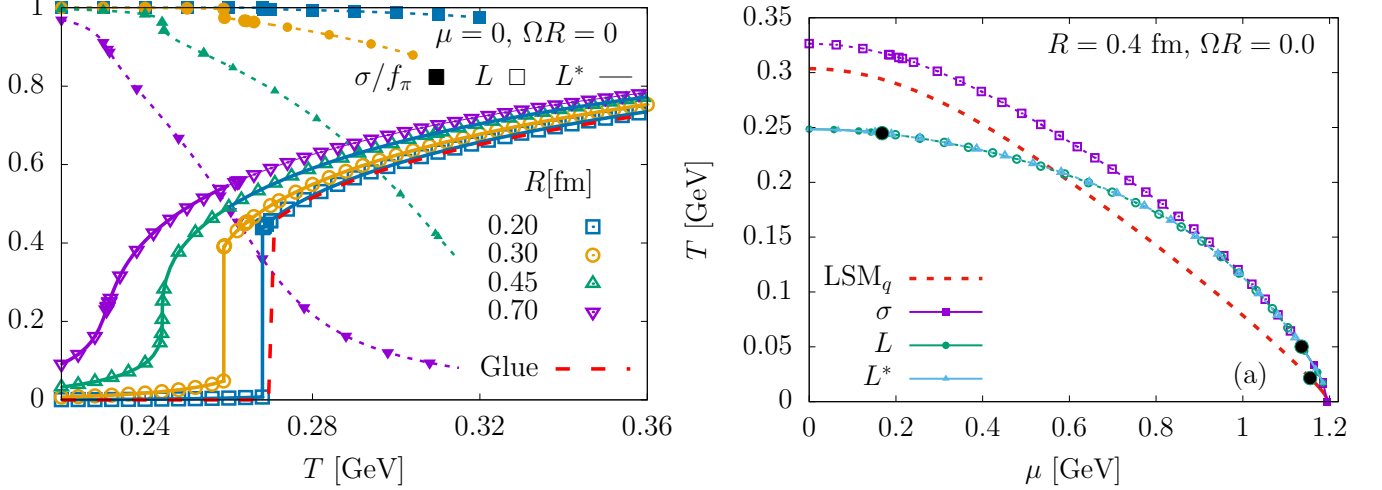 1
0.8
0.6
0.4
0.2
0
0.24 0.28 0.32 0.36
T [GeV]
μ = 0, ΩR = 0
σ/f_π ■ L □ L* —
R[fm]
0.20
0.30
0.45
0.70
Glue
0.35
0.3
0.25
0.2
0.15
0.1
0.05
0
0 0.2 0.4 0.6 0.8 1 1.2
T [GeV]
μ [GeV]
R = 0.4 fm, ΩR = 0.0
LSM_q
σ
L
L*
(a)